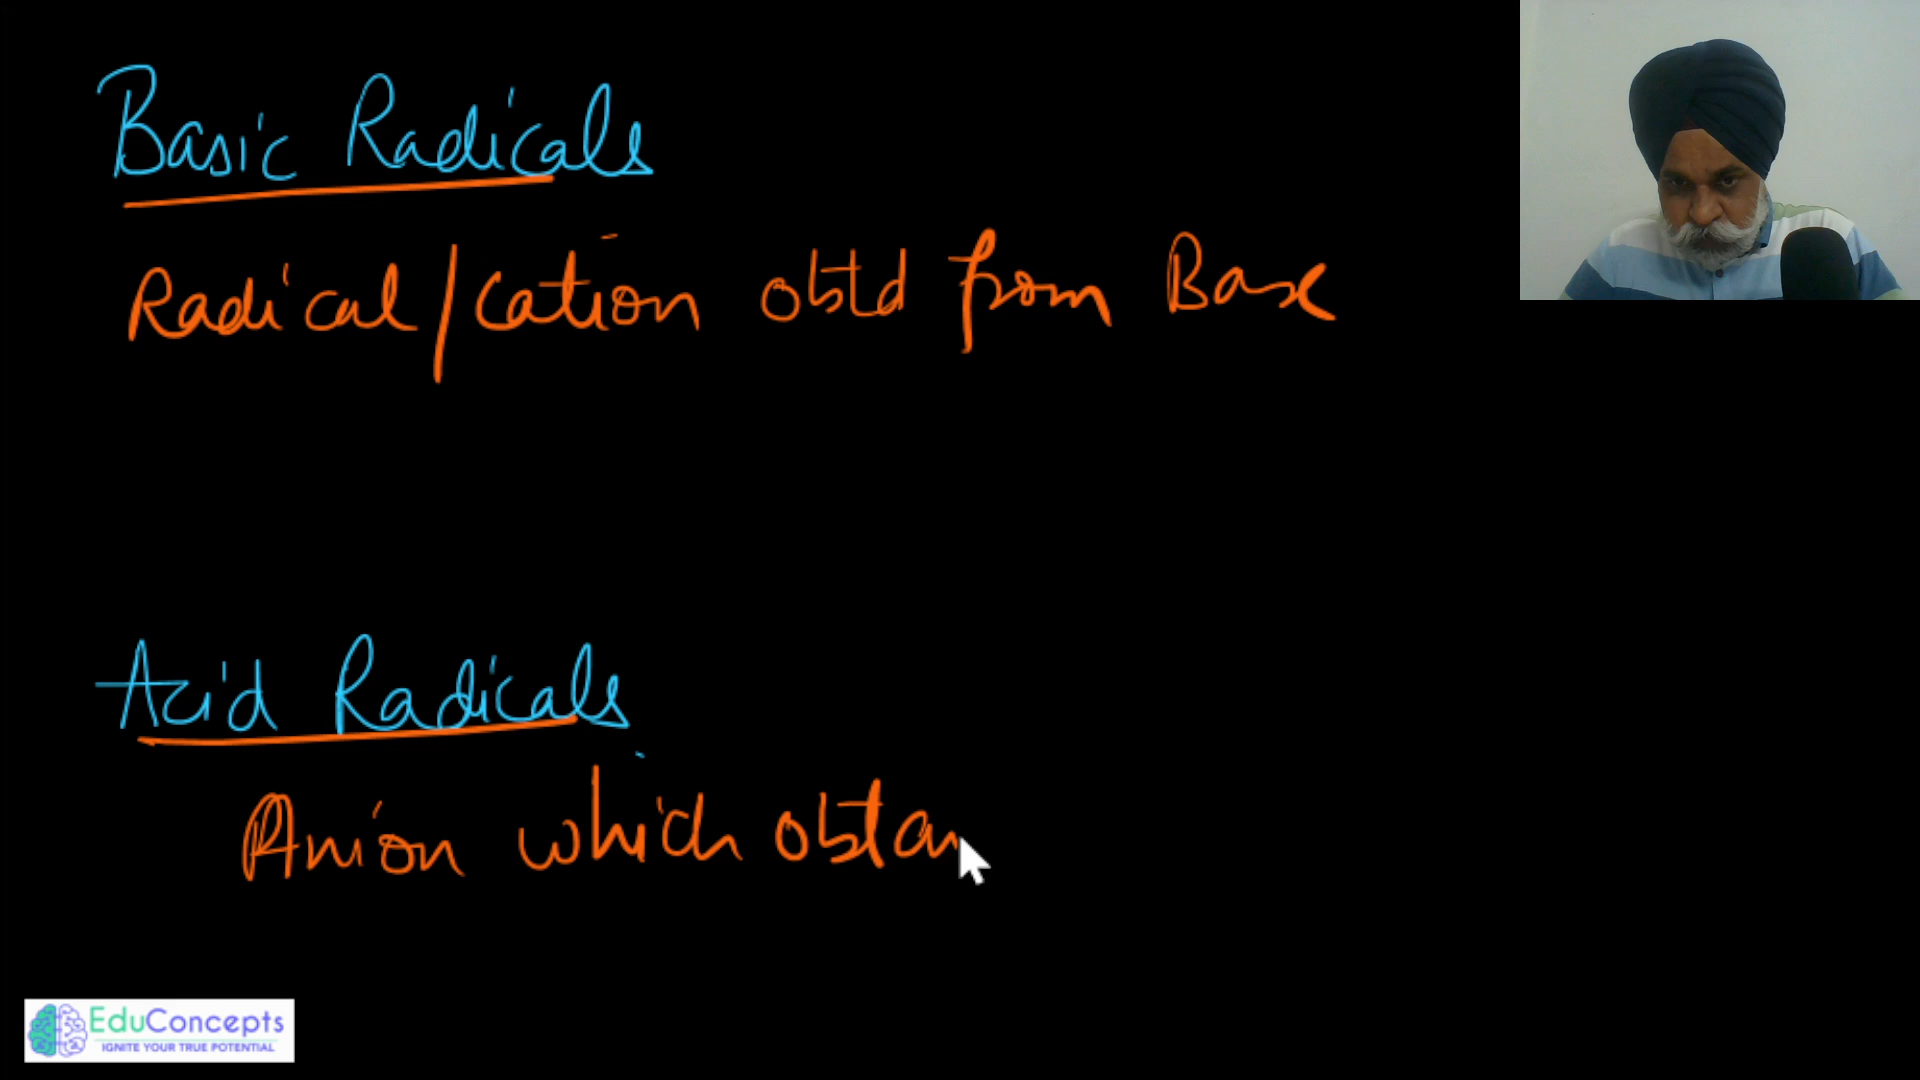 Basic Radicals
Radical/Cation obtd from Base
Acid Radicals
Anion which obtan
EduConcepts
IGNITE YOUR TRUE POTENTIAL